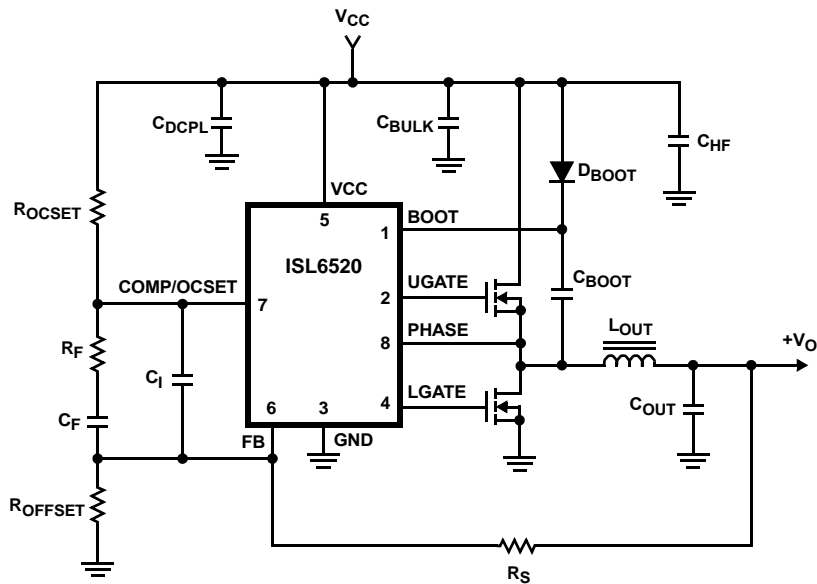 VCC
CDCPL
CBULK
CHF
DBOOT
VCC
ROCSET
5
BOOT
1
ISL6520
CBOOT
COMP/OCSET
UGATE
7
2
LOUT
+VO
RF
PHASE
8
CI
LGATE
COUT
CF
6
3
4
FB
GND
ROFFSET
RS